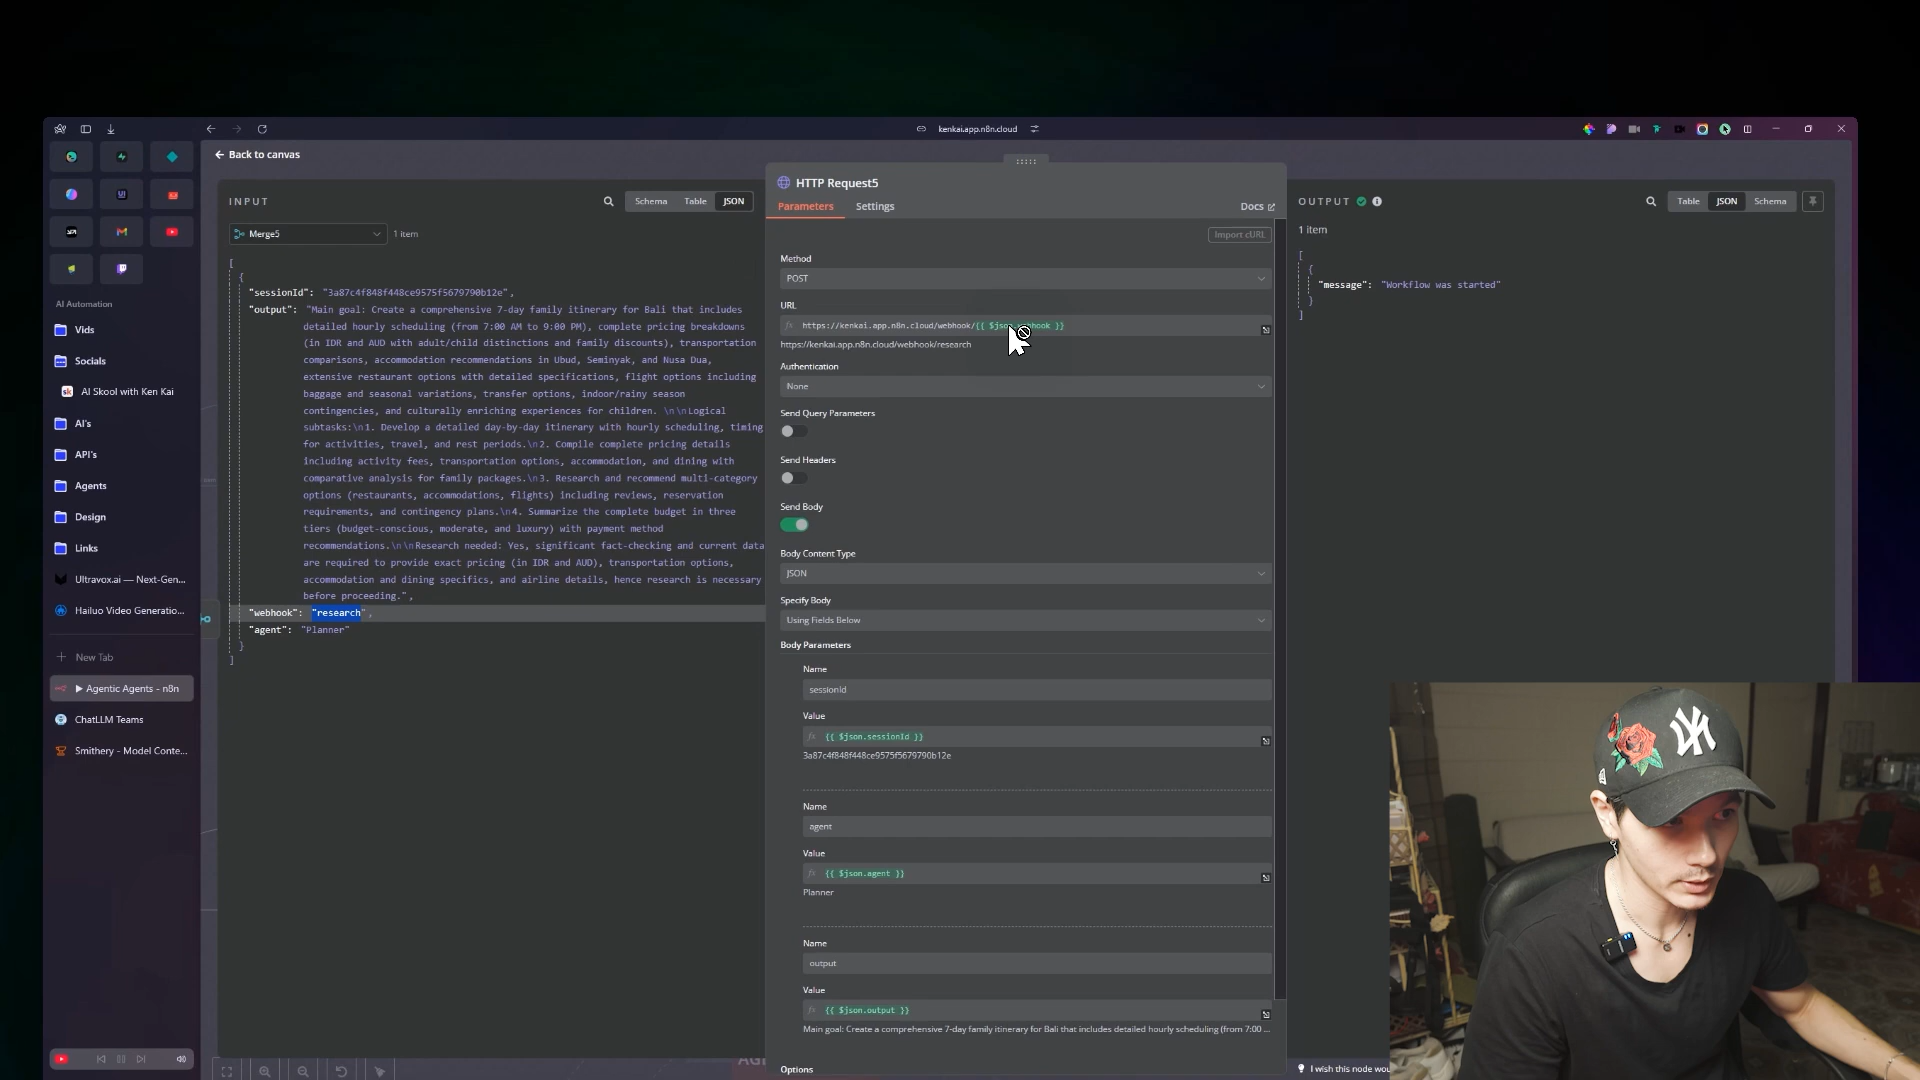 kenkai.app.n8n.cloud
Back to canvas
INPUT
Schema
Table
JSON
Merge5
1 item
[
{
"sessionId": "3a87c4f848f448ce9575f5679790b12e",
"output": "Main goal: Create a comprehensive 7-day family itinerary for Bali that includes
detailed hourly scheduling (from 7:00 AM to 9:00 PM), complete pricing breakdowns
(in IDR and AUD with adult/child distinctions and family discounts), transportation
comparisons, accommodation recommendations in Ubud, Seminyak, and Nusa Dua,
extensive restaurant options with detailed specifications, flight options including
baggage and seasonal variations, transfer options, indoor/rainy season
contingencies, and culturally enriching experiences for children. \n\nLogical
subtasks:\n1. Develop a detailed day-by-day itinerary with hourly scheduling, timing
for activities, travel, and rest periods.\n2. Compile complete pricing details
including activity fees, transportation options, accommodation, and dining with
comparative analysis for family packages.\n3. Research and recommend multi-category
options (restaurants, accommodations, flights) including reviews, reservation
requirements, and contingency plans.\n4. Summarize the complete budget in three
tiers (budget-conscious, moderate, and luxury) with payment method
recommendations.\n\nResearch needed: Yes, significant fact-checking and current data
are required to provide exact pricing (in IDR and AUD), transportation options,
accommodation and dining specifics, and airline details, hence research is necessary
before proceeding.",
"webhook": "research",
"agent": "Planner"
}
]
AI Automation
Vids
Socials
AI Skool with Ken Kai
AI's
API's
Agents
Design
Links
Ultravox.ai — Next-Gen...
Hailuo Video Generatio...
New Tab
Agentic Agents - n8n
ChatLLM Teams
Smithery - Model Conte...
HTTP Request5
Parameters
Settings
Docs
Import cURL
Method
POST
URL
fx https://kenkai.app.n8n.cloud/webhook/{{ $json.webhook }}
https://kenkai.app.n8n.cloud/webhook/research
Authentication
None
Send Query Parameters
Send Headers
Send Body
Body Content Type
JSON
Specify Body
Using Fields Below
Body Parameters
Name
sessionId
Value
fx {{ $json.sessionId }}
3a87c4f848f448ce9575f5679790b12e
Name
agent
Value
fx {{ $json.agent }}
Planner
Name
output
Value
fx {{ $json.output }}
Main goal: Create a comprehensive 7-day family itinerary for Bali that includes detailed hourly scheduling (from 7:00 ...
Options
OUTPUT
Table
JSON
Schema
1 item
[
{
"message": "Workflow was started"
}
]
I wish this node wou
NY